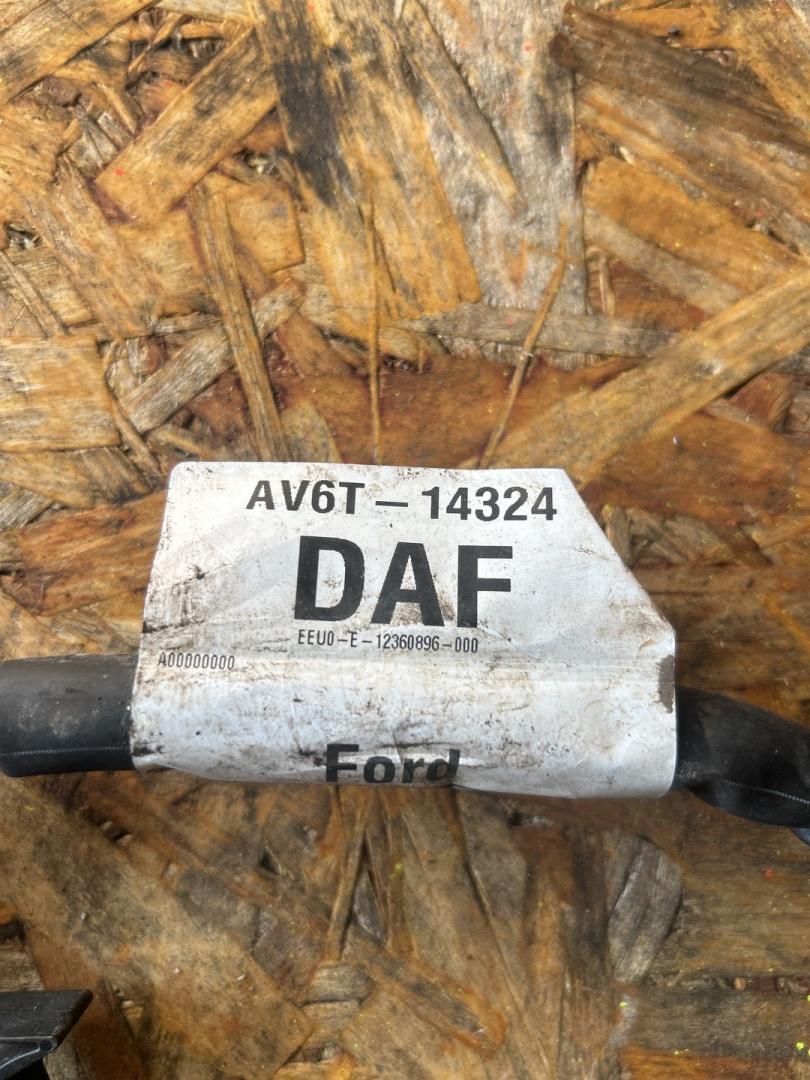 AV6T-14324
DAF
EEU0-E-12360896-000
A00000000
Ford